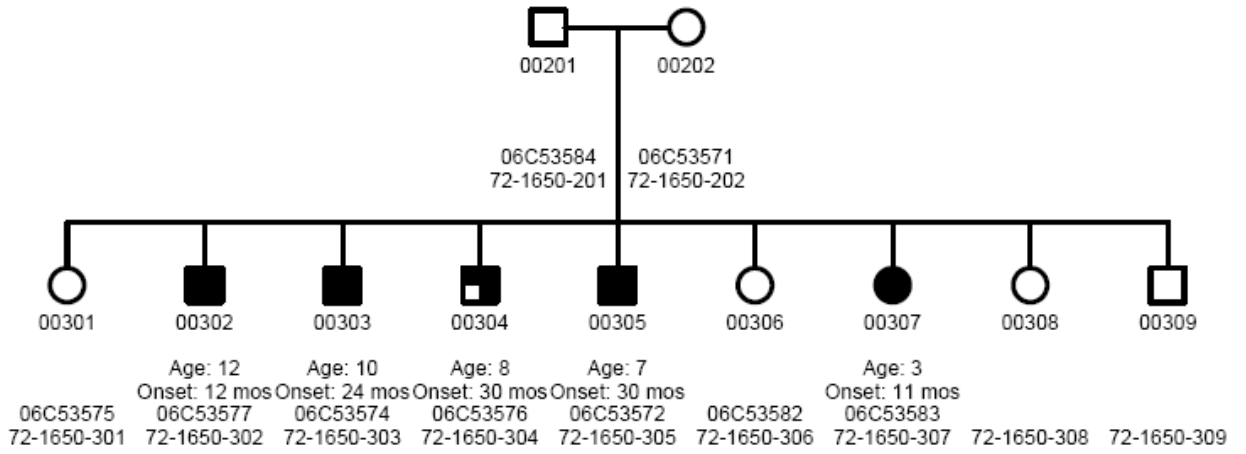 00201 00202
06C53584 06C53571
72-1650-201 72-1650-202
00301 00302 00303 00304 00305 00306 00307 00308 00309
Age: 12 Age: 10 Age: 8 Age: 7 Age: 3
Onset: 12 mos Onset: 24 mos Onset: 30 mos Onset: 30 mos Onset: 11 mos
06C53575 06C53577 06C53574 06C53576 06C53572 06C53582 06C53583
72-1650-301 72-1650-302 72-1650-303 72-1650-304 72-1650-305 72-1650-306 72-1650-307 72-1650-308 72-1650-309